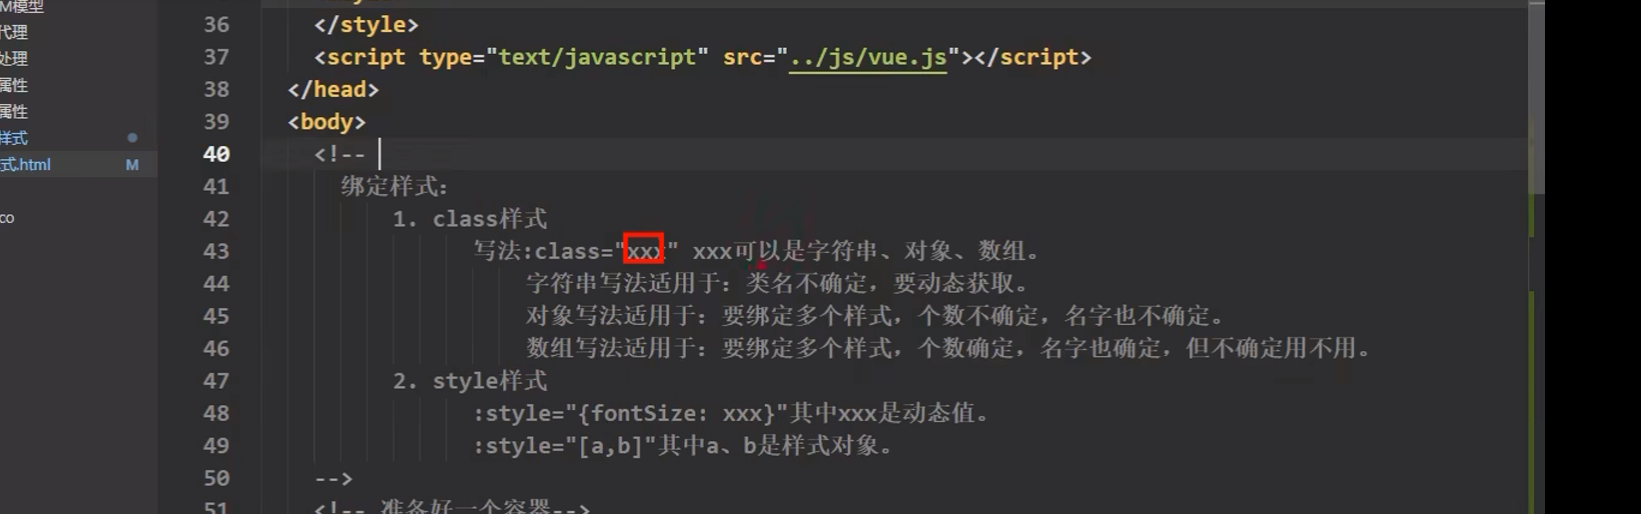 M模型
代理
处理
属性
属性
样式
式.html M
co
36 </style>
37 <script type="text/javascript" src="../js/vue.js"></script>
38 </head>
39 <body>
40 <!--
41 绑定样式：
42 1. class样式
43 写法:class="xxx" xxx可以是字符串、对象、数组。
44 字符串写法适用于：类名不确定，要动态获取。
45 对象写法适用于：要绑定多个样式，个数不确定，名字也不确定。
46 数组写法适用于：要绑定多个样式，个数确定，名字也确定，但不确定用不用。
47 2. style样式
48 :style="{fontSize: xxx}"其中xxx是动态值。
49 :style="[a,b]"其中a、b是样式对象。
50 -->
51 <!-- 准备好一个容器-->